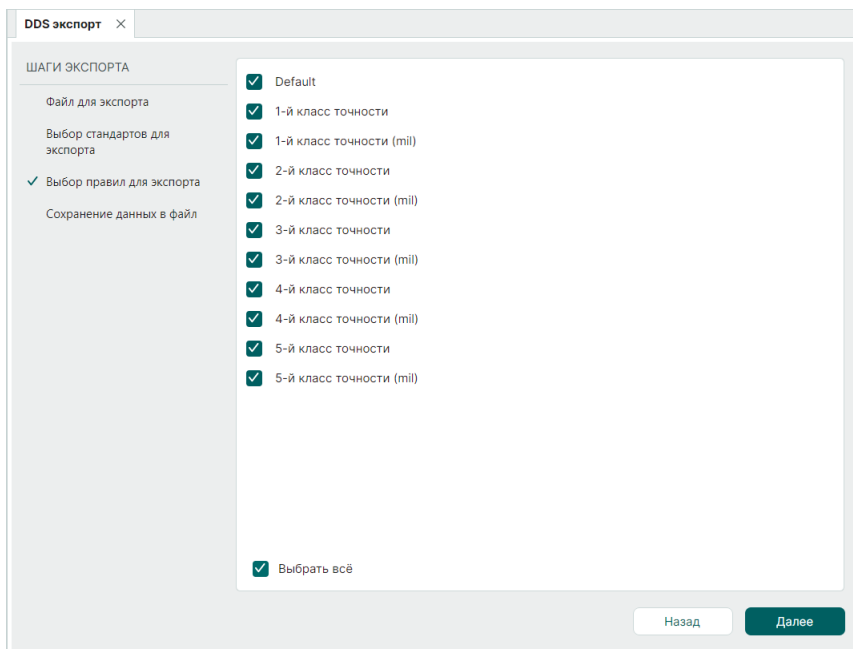 DDS экспорт
ШАГИ ЭКСПОРТА
Файл для экспорта
Выбор стандартов для
экспорта
Выбор правил для экспорта
Сохранение данных в файл
Default
1-й класс точности
1-й класс точности (mil)
2-й класс точности
2-й класс точности (mil)
3-й класс точности
3-й класс точности (mil)
4-й класс точности
4-й класс точности (mil)
5-й класс точности
5-й класс точности (mil)
Выбрать всё
Назад
Далее